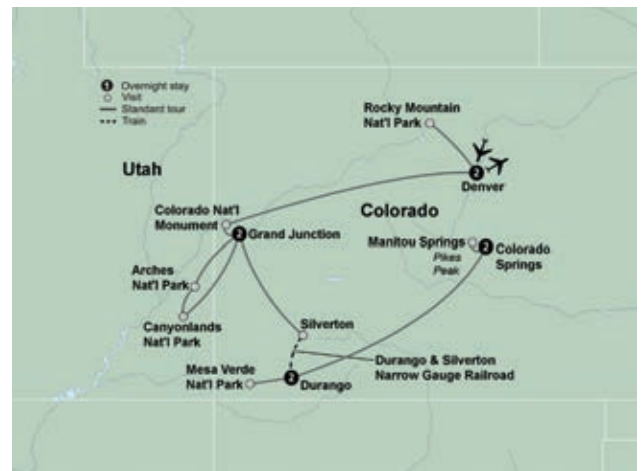 1 Overnight stay
Visit
Standard tour
Train
Rocky Mountain
Nat'l Park
Utah
2
Denver
Colorado Nat'l
Monument
Colorado
2 Grand Junction
Manitou Springs
2 Colorado
Springs
Pikes
Peak
Arches
Nat'l Park
Canyonlands
Nat'l Park
Silverton
Durango & Silverton
Narrow Gauge Railroad
Mesa Verde
Nat'l Park
2 Durango